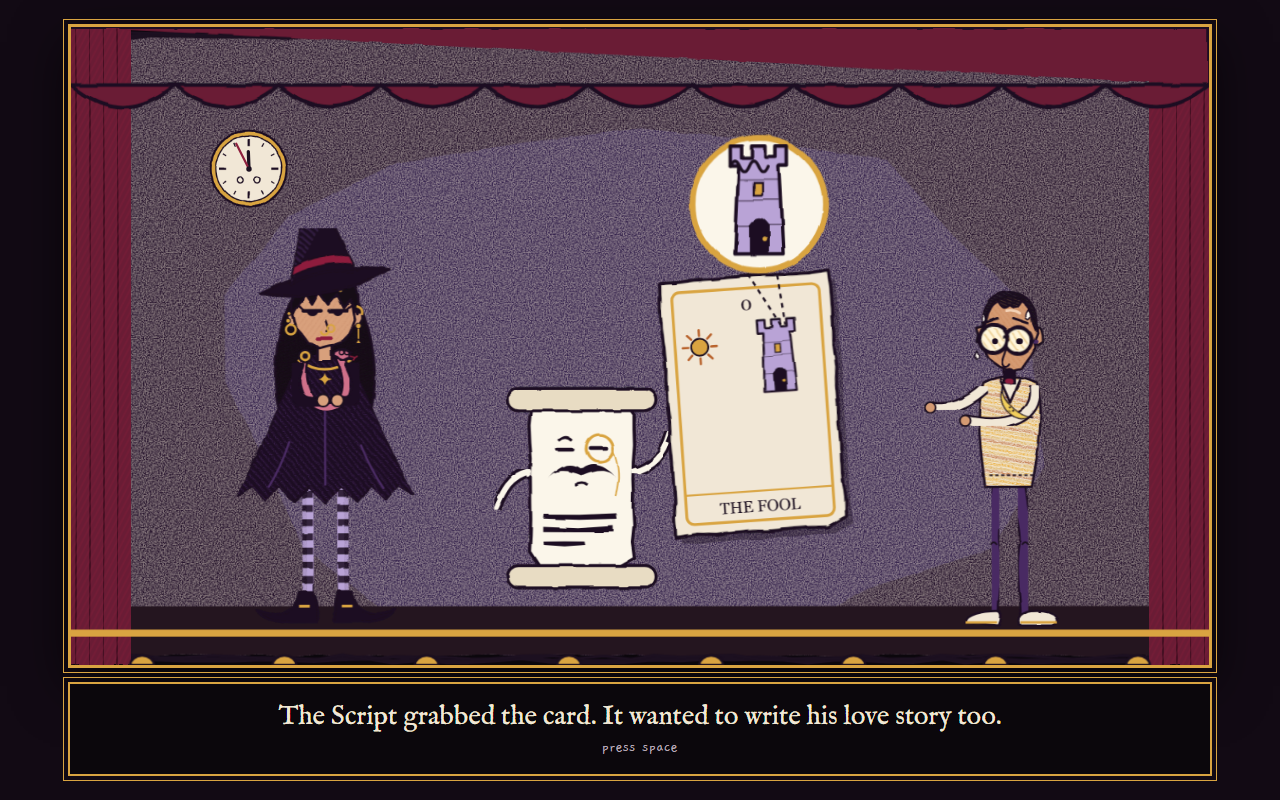 0
THE FOOL
The Script grabbed the card. It wanted to write his love story too.
press space